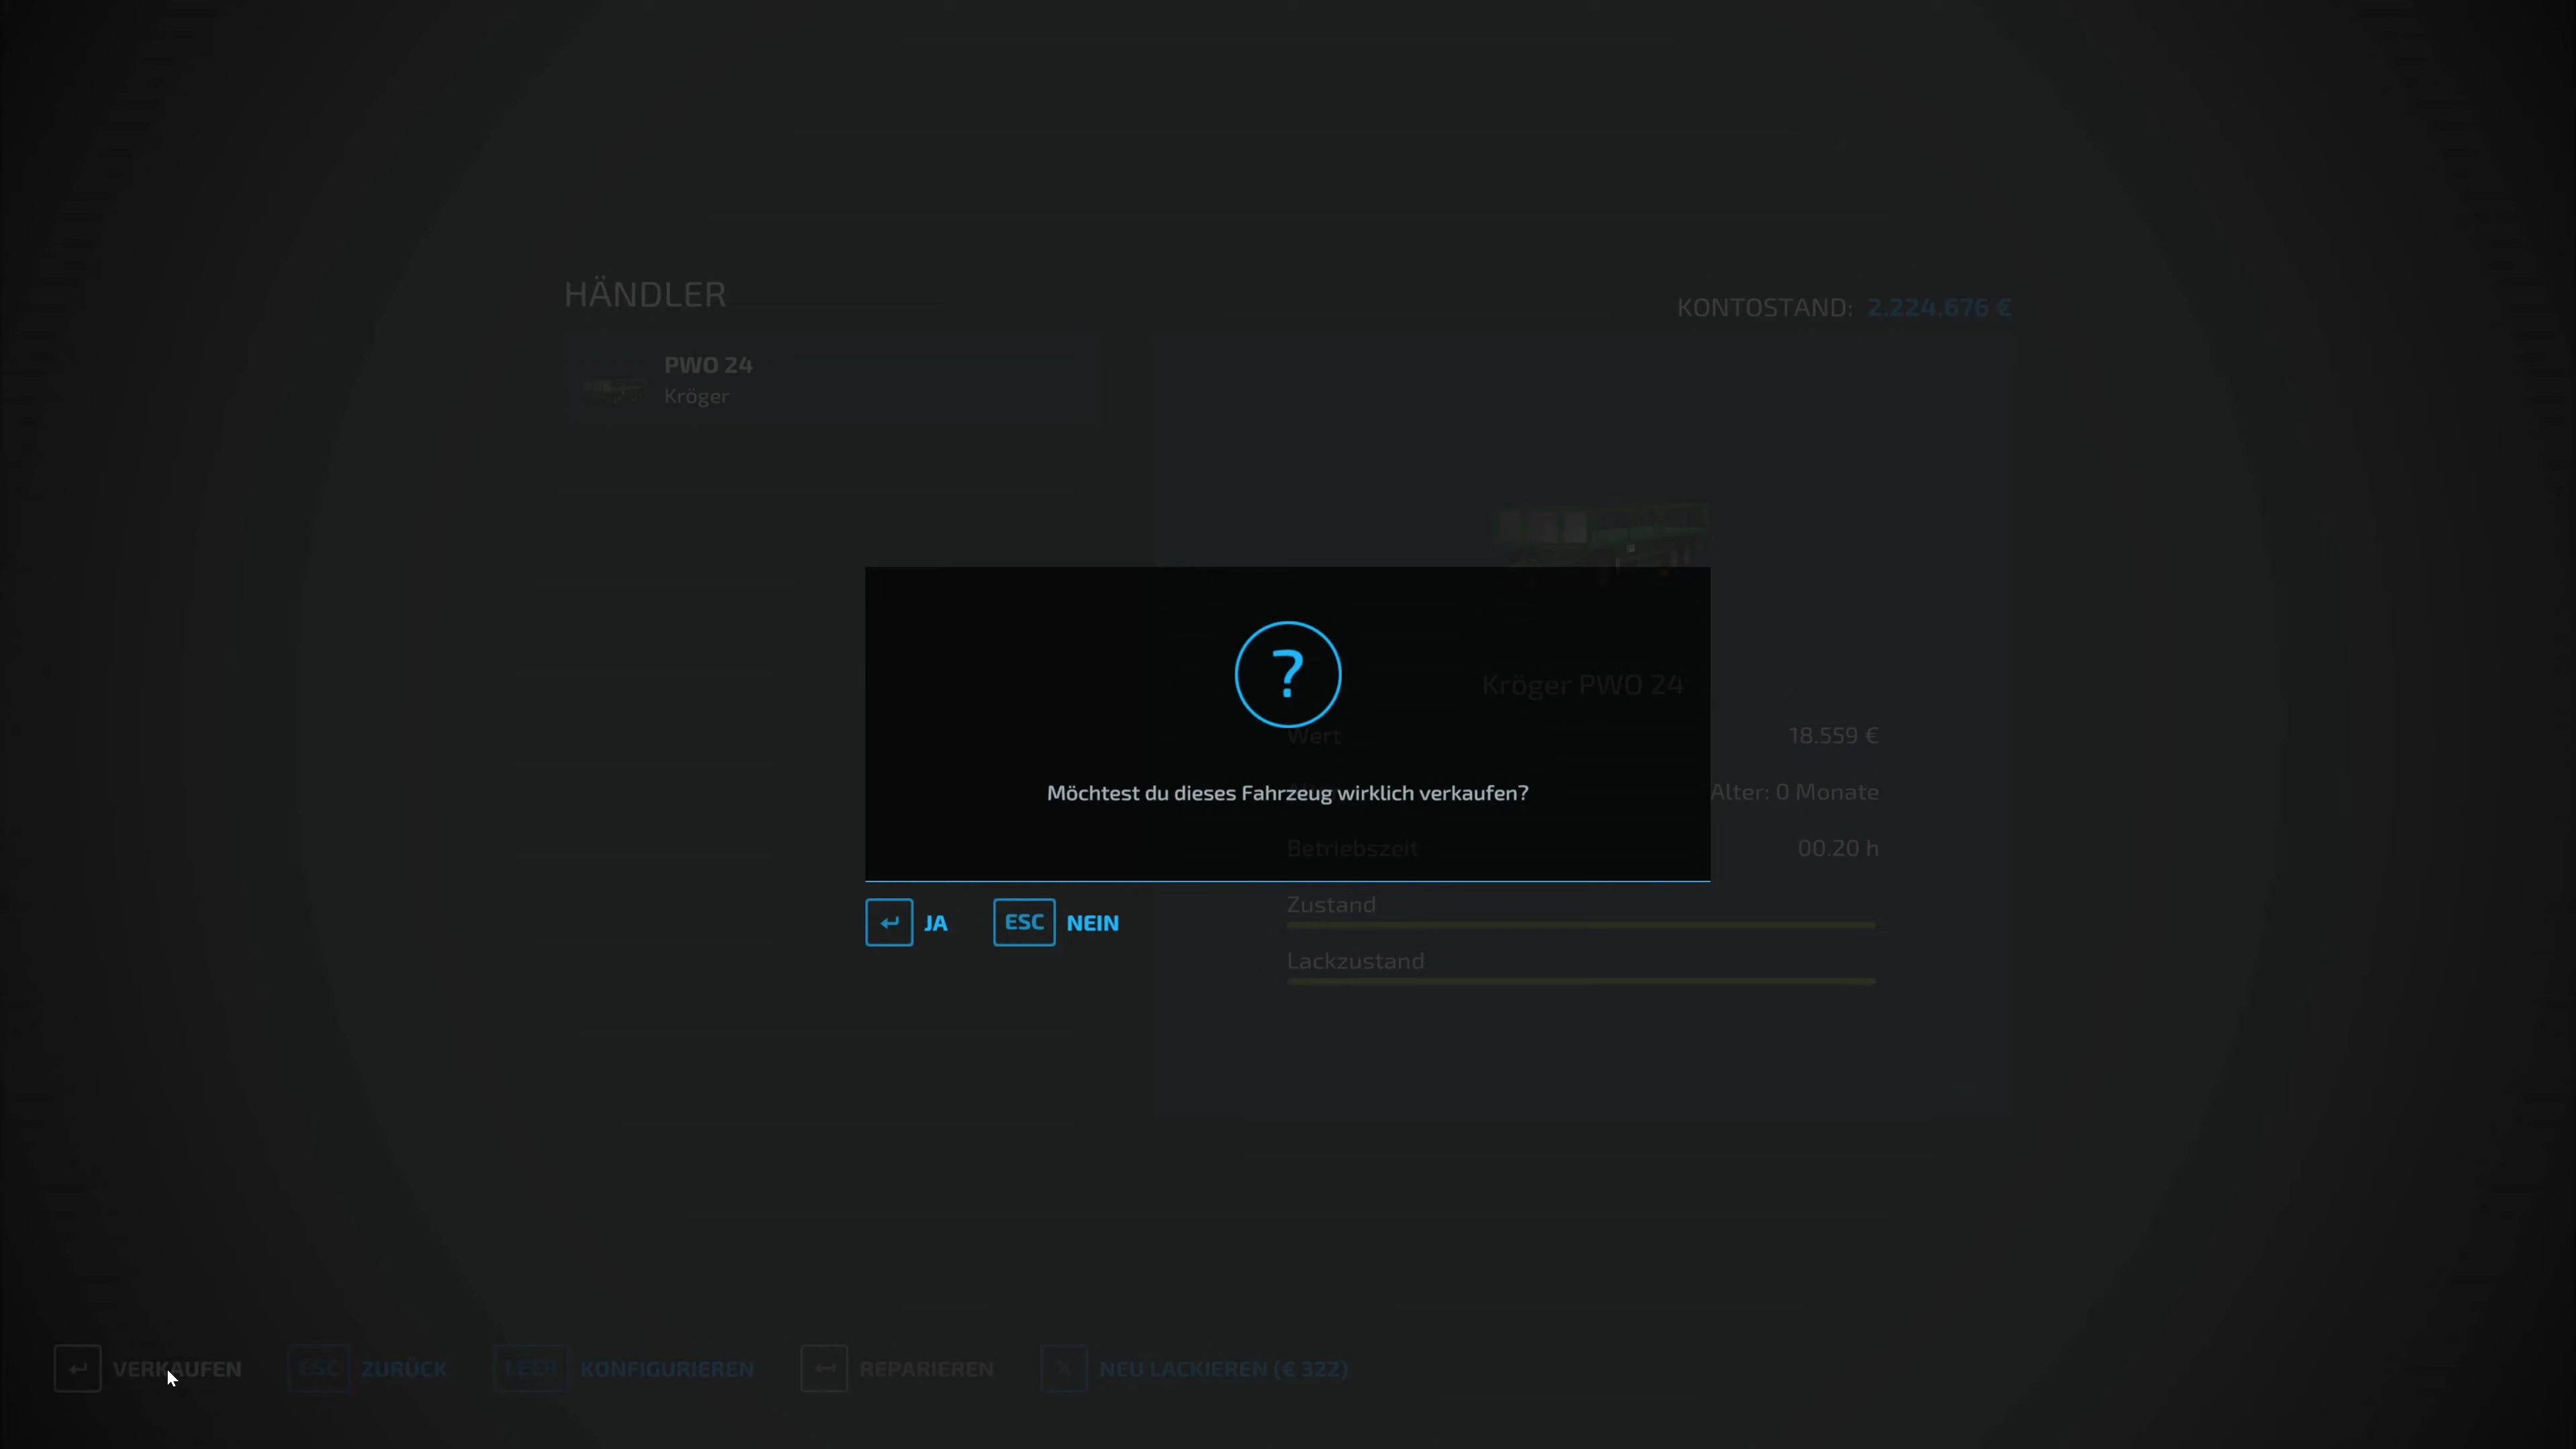 HÄNDLER
KONTOSTAND: 2.224.676 €
PWO 24
Kröger
?
Kröger PWO 24
Wert 18.559 €
Möchtest du dieses Fahrzeug wirklich verkaufen?
Alter: 0 Monate
Betriebszeit 00.20 h
↵ JA ESC NEIN
Zustand
Lackzustand
↵ VERKAUFEN ESC ZURÜCK LEER KONFIGURIEREN REPARIEREN X NEU LACKIEREN (€ 322)